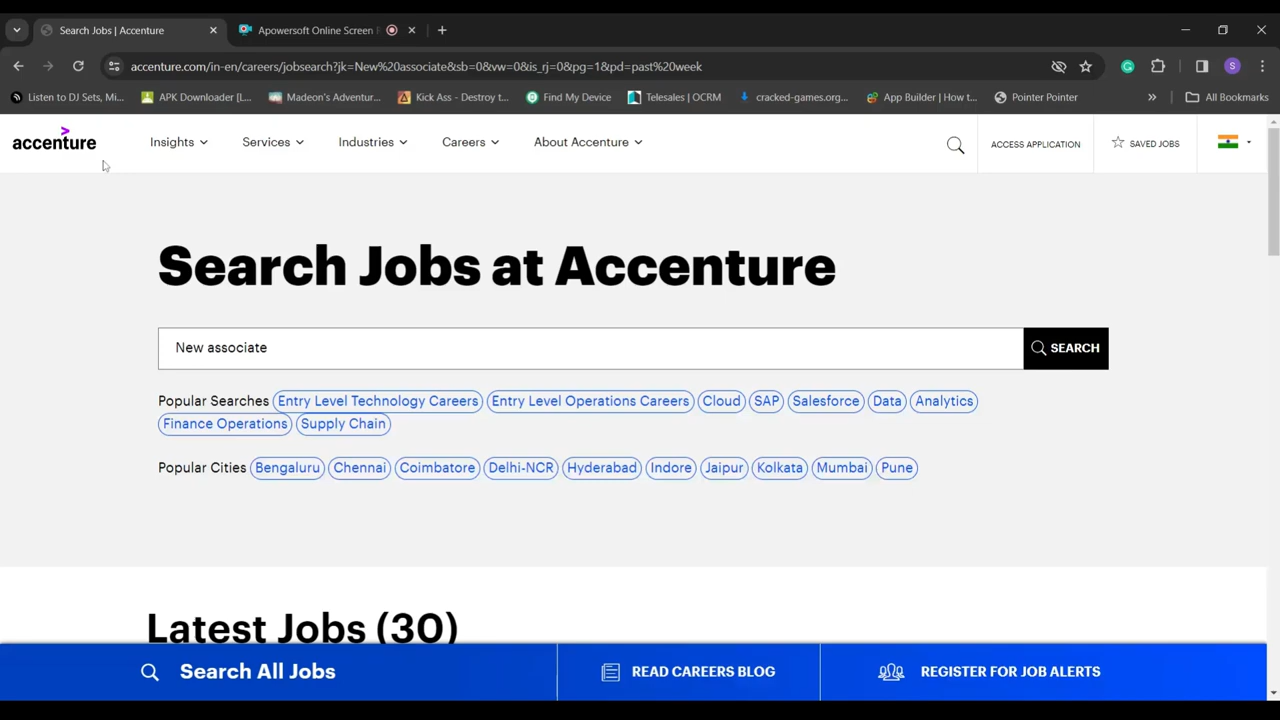 Search Jobs | Accenture
Apowersoft Online Screen
accenture.com/in-en/careers/jobsearch?jk=New%20associate&sb=0&vw=0&is_rj=0&pg=1&pd=past%20week
S
Listen to DJ Sets, Mi...
APK Downloader [L...
Madeon's Adventur...
Kick Ass - Destroy t...
Find My Device
Telesales | OCRM
cracked-games.org...
App Builder | How t...
Pointer Pointer
»
All Bookmarks
accenture
Insights
Services
Industries
Careers
About Accenture
ACCESS APPLICATION
SAVED JOBS
Search Jobs at Accenture
New associate
SEARCH
Popular Searches Entry Level Technology Careers Entry Level Operations Careers Cloud SAP Salesforce Data Analytics
Finance Operations Supply Chain
Popular Cities Bengaluru Chennai Coimbatore Delhi-NCR Hyderabad Indore Jaipur Kolkata Mumbai Pune
Latest Jobs (30)
Search All Jobs
READ CAREERS BLOG
REGISTER FOR JOB ALERTS